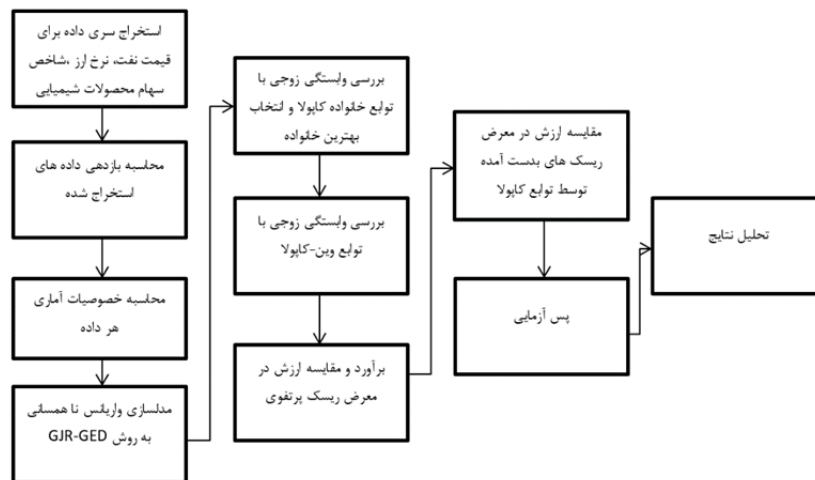 استخراج سری داده برای
قیمت نفت، نرخ ارز ،شاخص
سهام محصولات شیمیایی
محاسبه بازدهی داده های
استخراج شده
محاسبه خصوصیات آماری
هر داده
مدلسازی واریانس نا همسانی
به روش GJR-GED
بررسی وابستگی زوجی با
توابع خانواده کاپولا و انتخاب
بهترین خانواده
بررسی وابستگی زوجی با
توابع وین-کاپولا
برآورد و مقایسه ارزش در
معرض ریسک پرتفوی
مقایسه ارزش در معرض
ریسک های بدست آمده
توسط توابع کاپولا
پس آزمایی
تحلیل نتایج